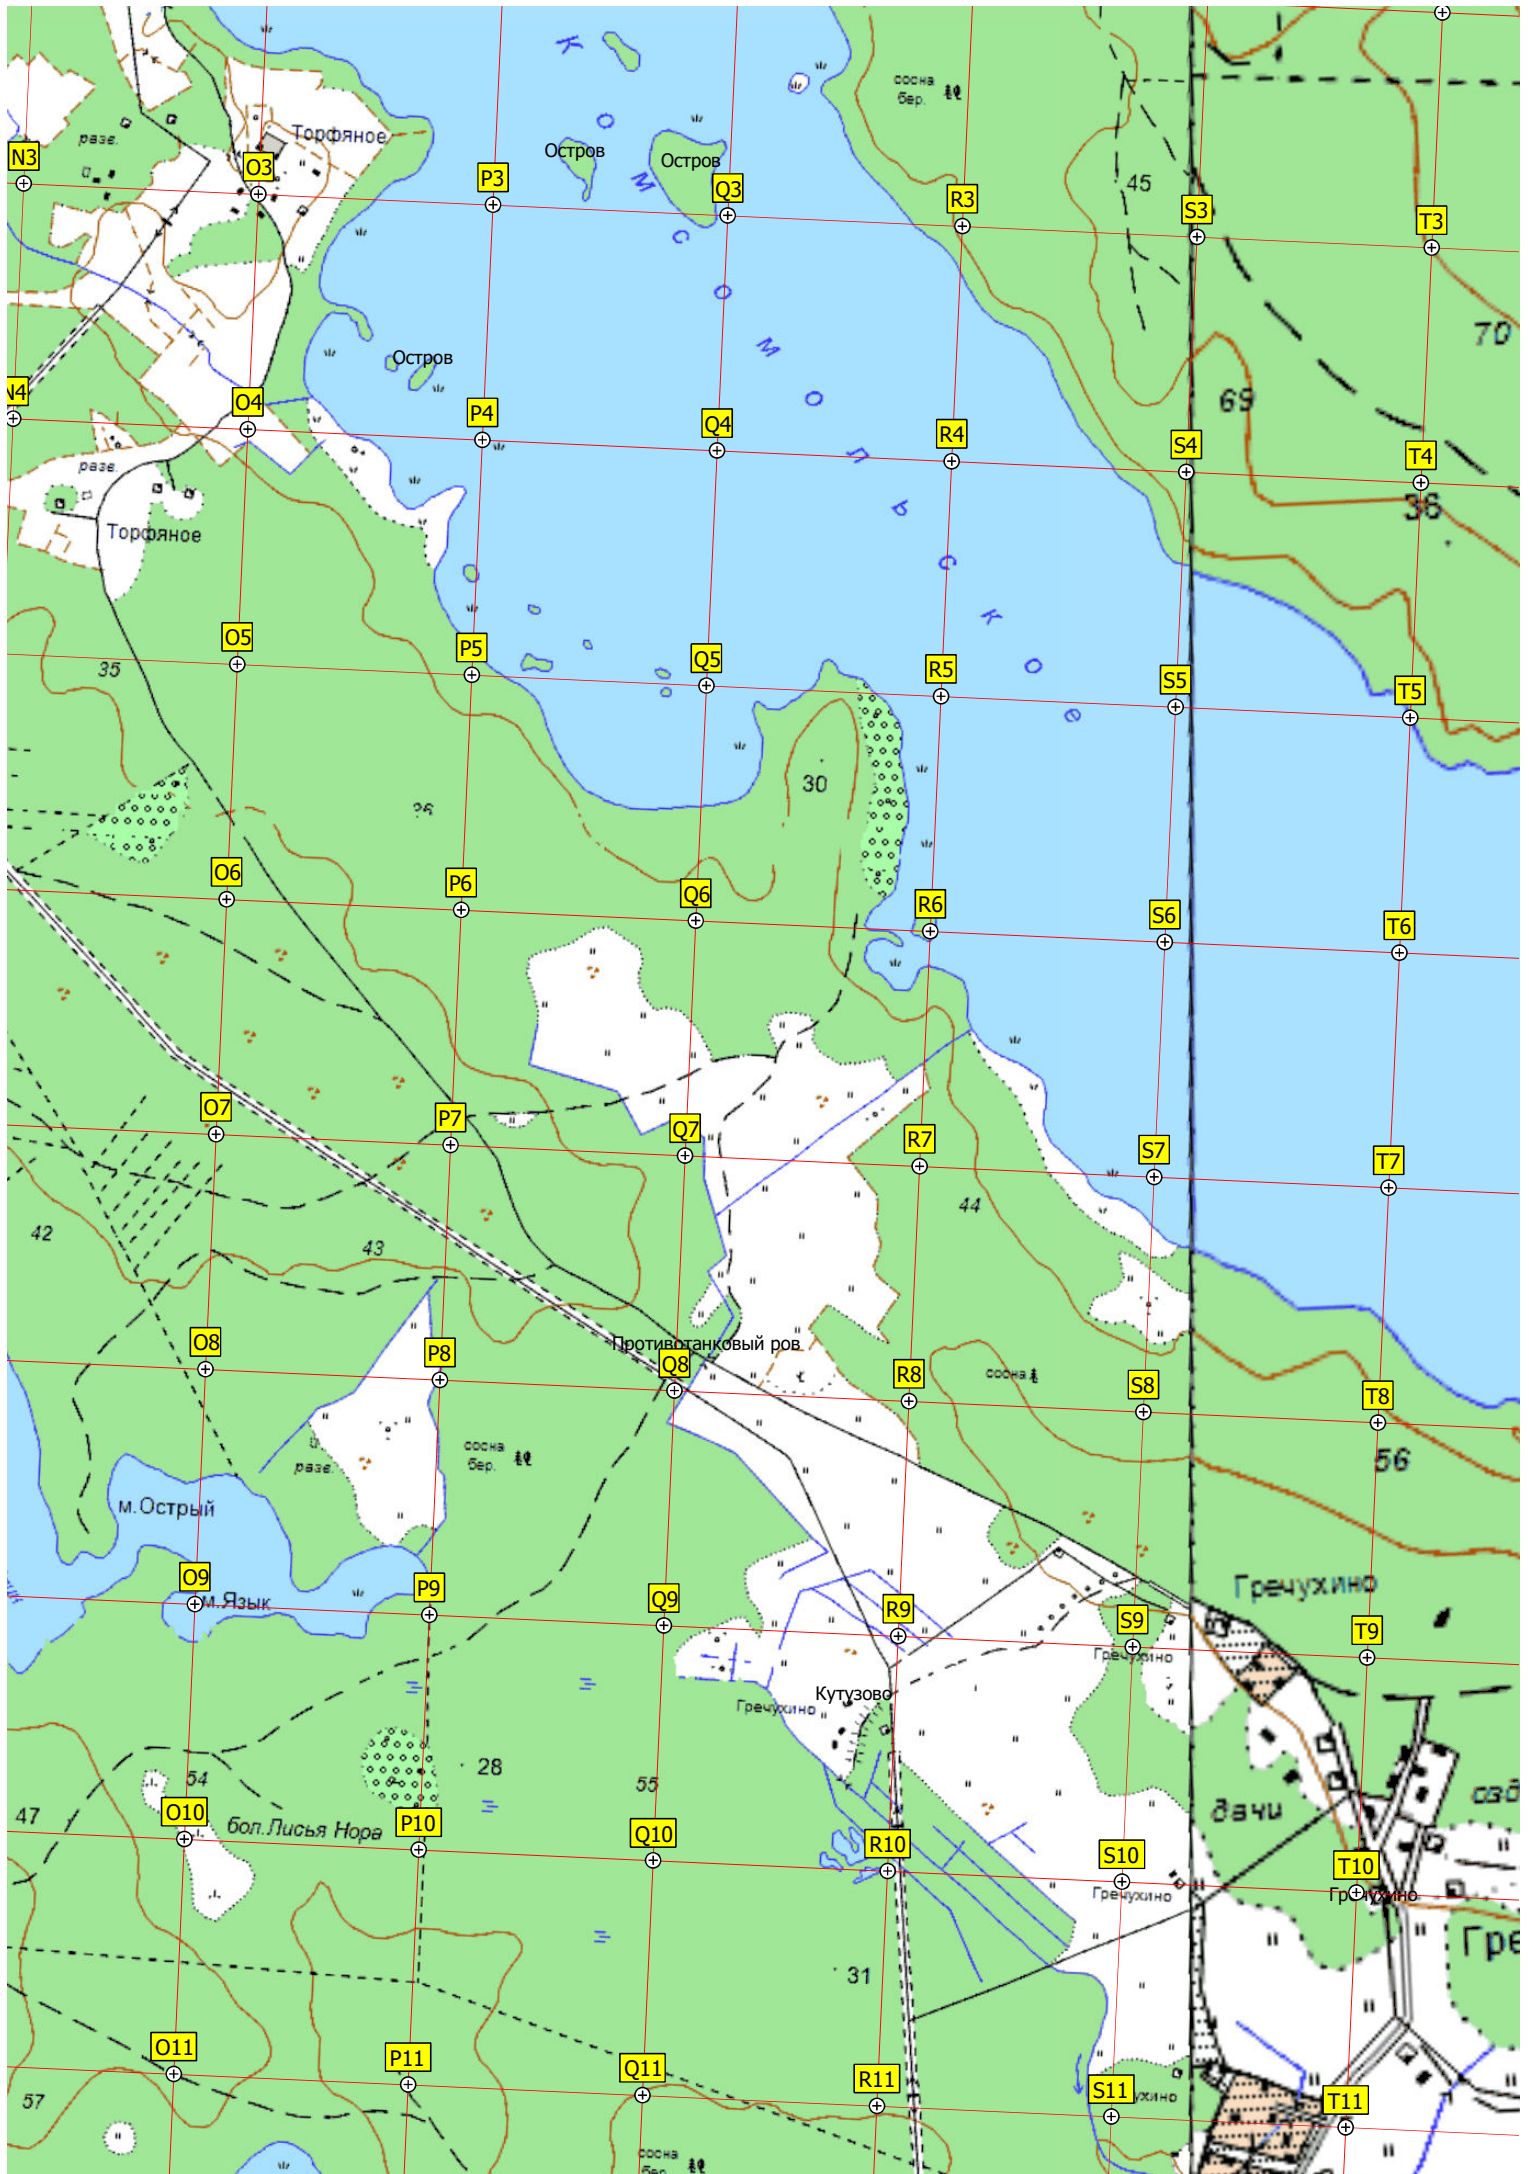 К
о
м
с
о
м
о
л
ь
с
к
о
е
сосна
бер.
разв.
Торфяное
Остров
Остров
N3
O3
P3
Q3
R3
45
S3
T3
70
Остров
69
N4
O4
P4
Q4
R4
S4
T4
разв.
36
Торфяное
35
O5
P5
Q5
R5
S5
T5
30
26
O6
P6
Q6
R6
S6
T6
O7
P7
Q7
R7
S7
T7
42
43
44
Противотанковый ров
O8
P8
Q8
R8
S8
T8
сосна
сосна
бер.
разв.
56
м.Острый
м.Язык
Гречухино
O9
P9
Q9
R9
S9
T9
Гречухино
Кутузово
Гречухино
54
28
55
47
бол.Лисья Нора
дачи
O10
P10
Q10
R10
S10
T10
Гречухино
Гречухино
Гре
31
O11
P11
Q11
R11
S11
T11
57
сосна